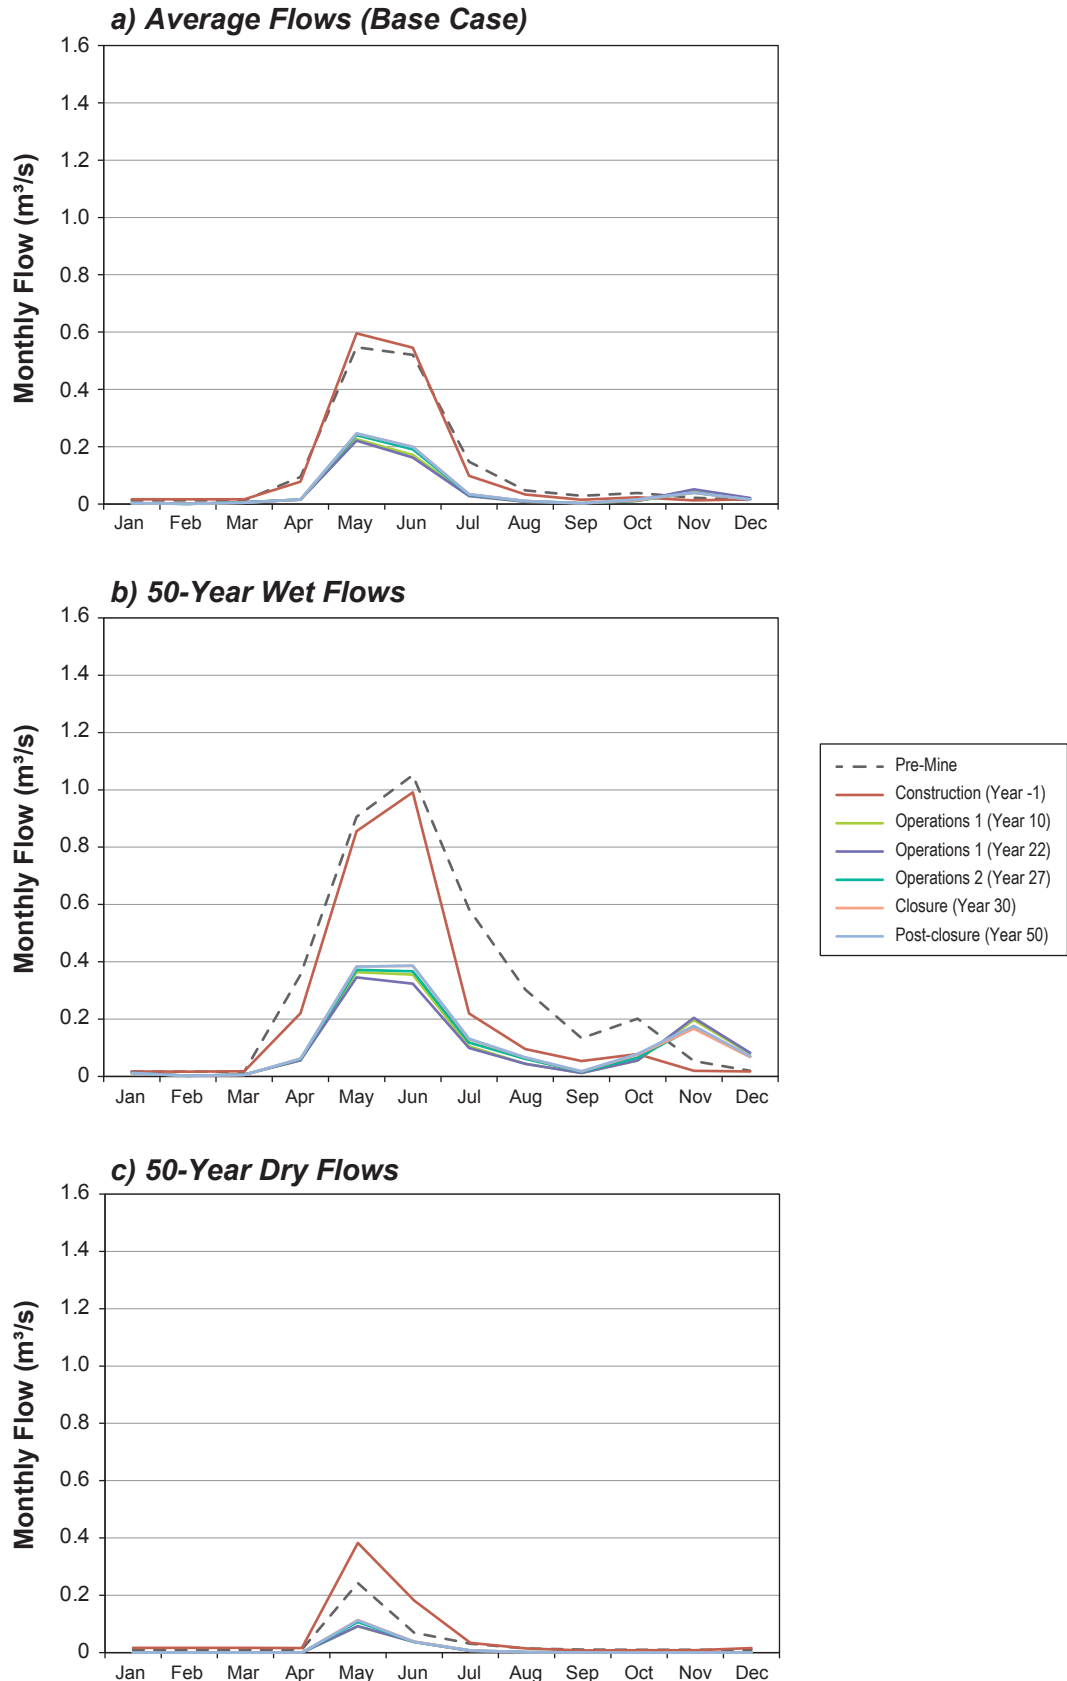 a) Average Flows (Base Case)
Monthly Flow (m³/s)
1.6
1.4
1.2
1.0
0.8
0.6
0.4
0.2
0
Jan Feb Mar Apr May Jun Jul Aug Sep Oct Nov Dec
b) 50-Year Wet Flows
Monthly Flow (m³/s)
1.6
1.4
1.2
1.0
0.8
0.6
0.4
0.2
0
Jan Feb Mar Apr May Jun Jul Aug Sep Oct Nov Dec
Pre-Mine
Construction (Year -1)
Operations 1 (Year 10)
Operations 1 (Year 22)
Operations 2 (Year 27)
Closure (Year 30)
Post-closure (Year 50)
c) 50-Year Dry Flows
Monthly Flow (m³/s)
1.6
1.4
1.2
1.0
0.8
0.6
0.4
0.2
0
Jan Feb Mar Apr May Jun Jul Aug Sep Oct Nov Dec